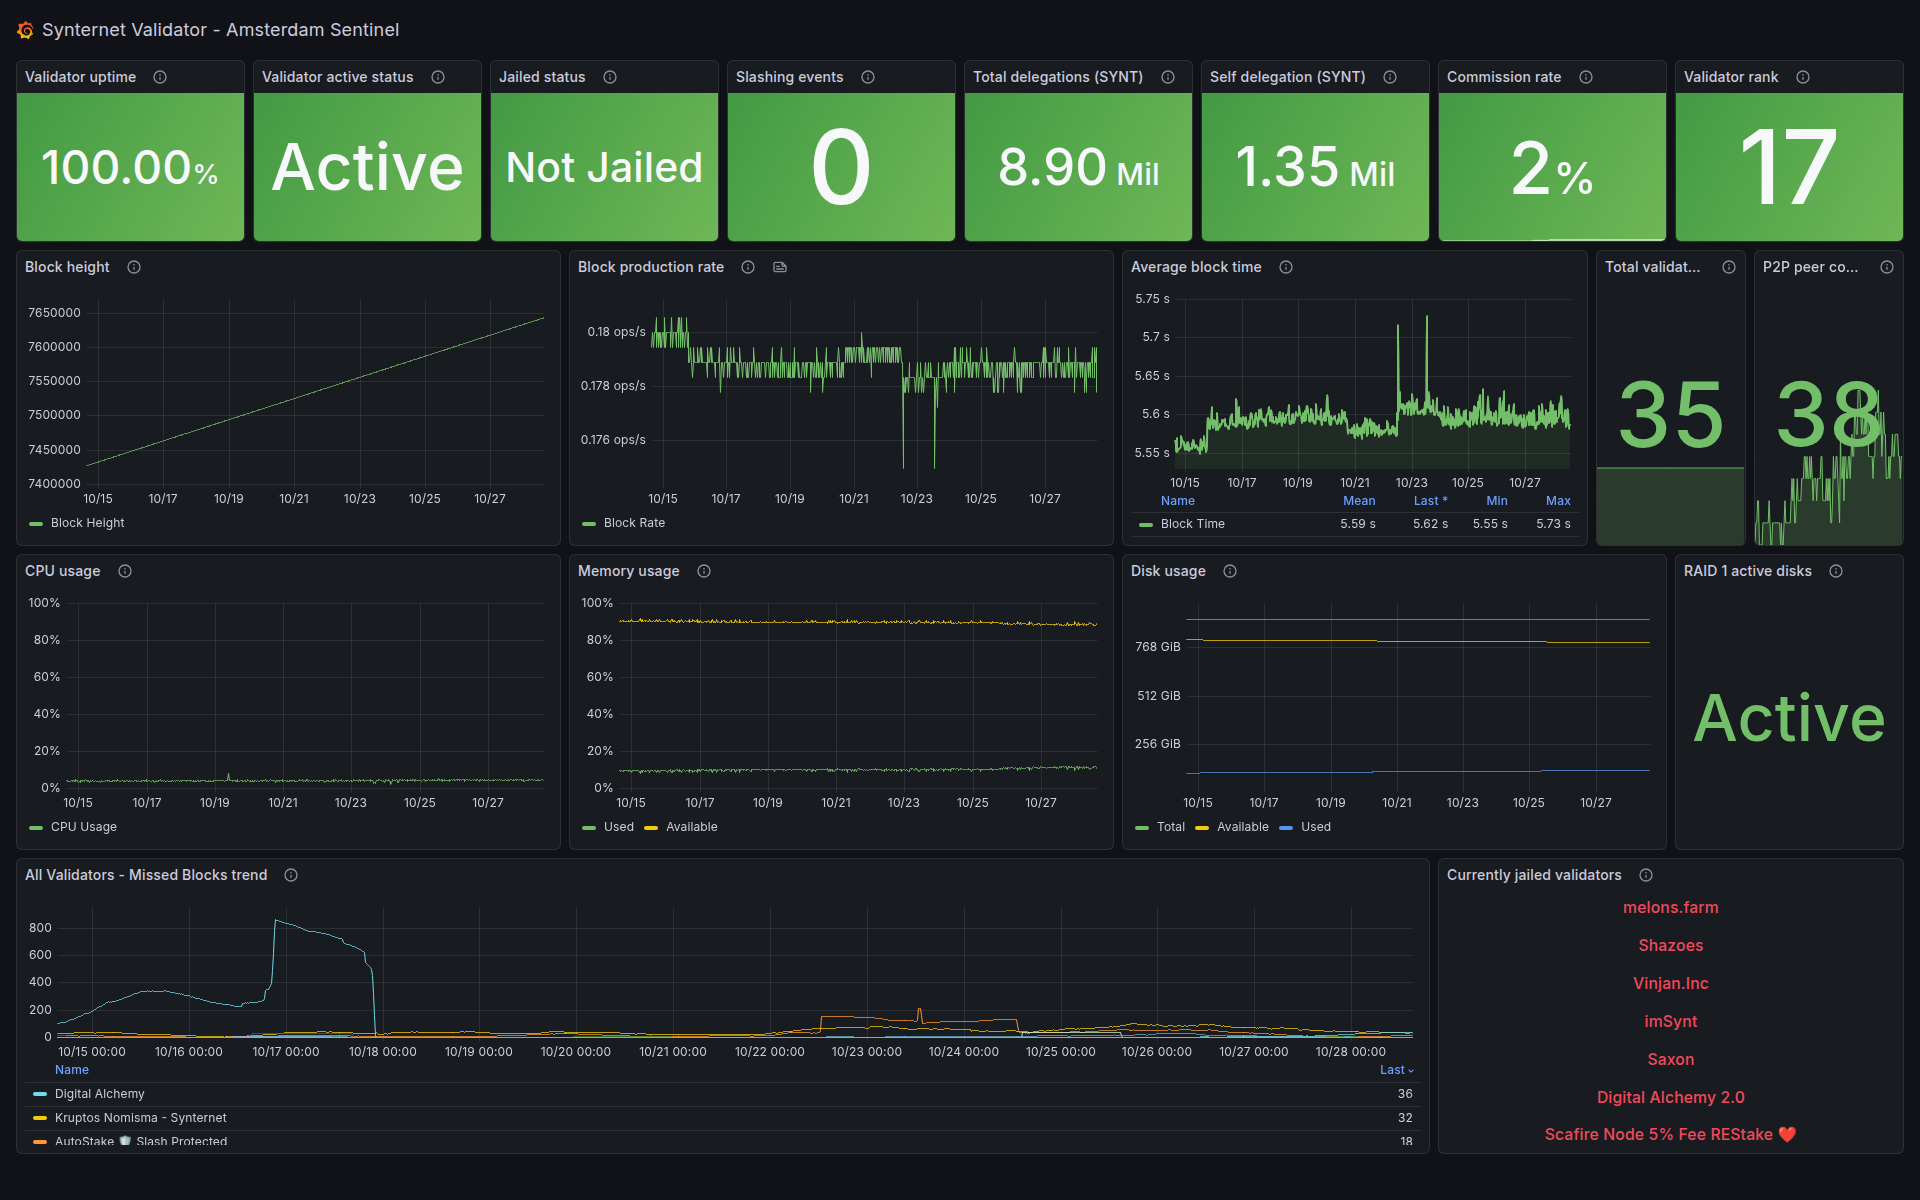 Synternet Validator - Amsterdam Sentinel
Validator uptime
100.00%
Validator active status
Active
Jailed status
Not Jailed
Slashing events
0
Total delegations (SYNT)
8.90 Mil
Self delegation (SYNT)
1.35 Mil
Commission rate
2%
Validator rank
17
Block height
7650000
7600000
7550000
7500000
7450000
7400000
10/15 10/17 10/19 10/21 10/23 10/25 10/27
Block Height
Block production rate
0.18 ops/s
0.178 ops/s
0.176 ops/s
10/15 10/17 10/19 10/21 10/23 10/25 10/27
Block Rate
Average block time
5.75 s
5.7 s
5.65 s
5.6 s
5.55 s
10/15 10/17 10/19 10/21 10/23 10/25 10/27
Name Mean Last * Min Max
Block Time 5.59 s 5.62 s 5.55 s 5.73 s
Total validat...
35
P2P peer co...
38
CPU usage
100%
80%
60%
40%
20%
0%
10/15 10/17 10/19 10/21 10/23 10/25 10/27
CPU Usage
Memory usage
100%
80%
60%
40%
20%
0%
10/15 10/17 10/19 10/21 10/23 10/25 10/27
Used Available
Disk usage
768 GiB
512 GiB
256 GiB
10/15 10/17 10/19 10/21 10/23 10/25 10/27
Total Available Used
RAID 1 active disks
Active
All Validators - Missed Blocks trend
800
600
400
200
0
10/15 00:00 10/16 00:00 10/17 00:00 10/18 00:00 10/19 00:00 10/20 00:00 10/21 00:00 10/22 00:00 10/23 00:00 10/24 00:00 10/25 00:00 10/26 00:00 10/27 00:00 10/28 00:00
Name Last
Digital Alchemy 36
Kruptos Nomisma - Synternet 32
AutoStake 🛡️ Slash Protected 18
Currently jailed validators
melons.farm
Shazoes
Vinjan.Inc
imSynt
Saxon
Digital Alchemy 2.0
Scafire Node 5% Fee REStake ❤️